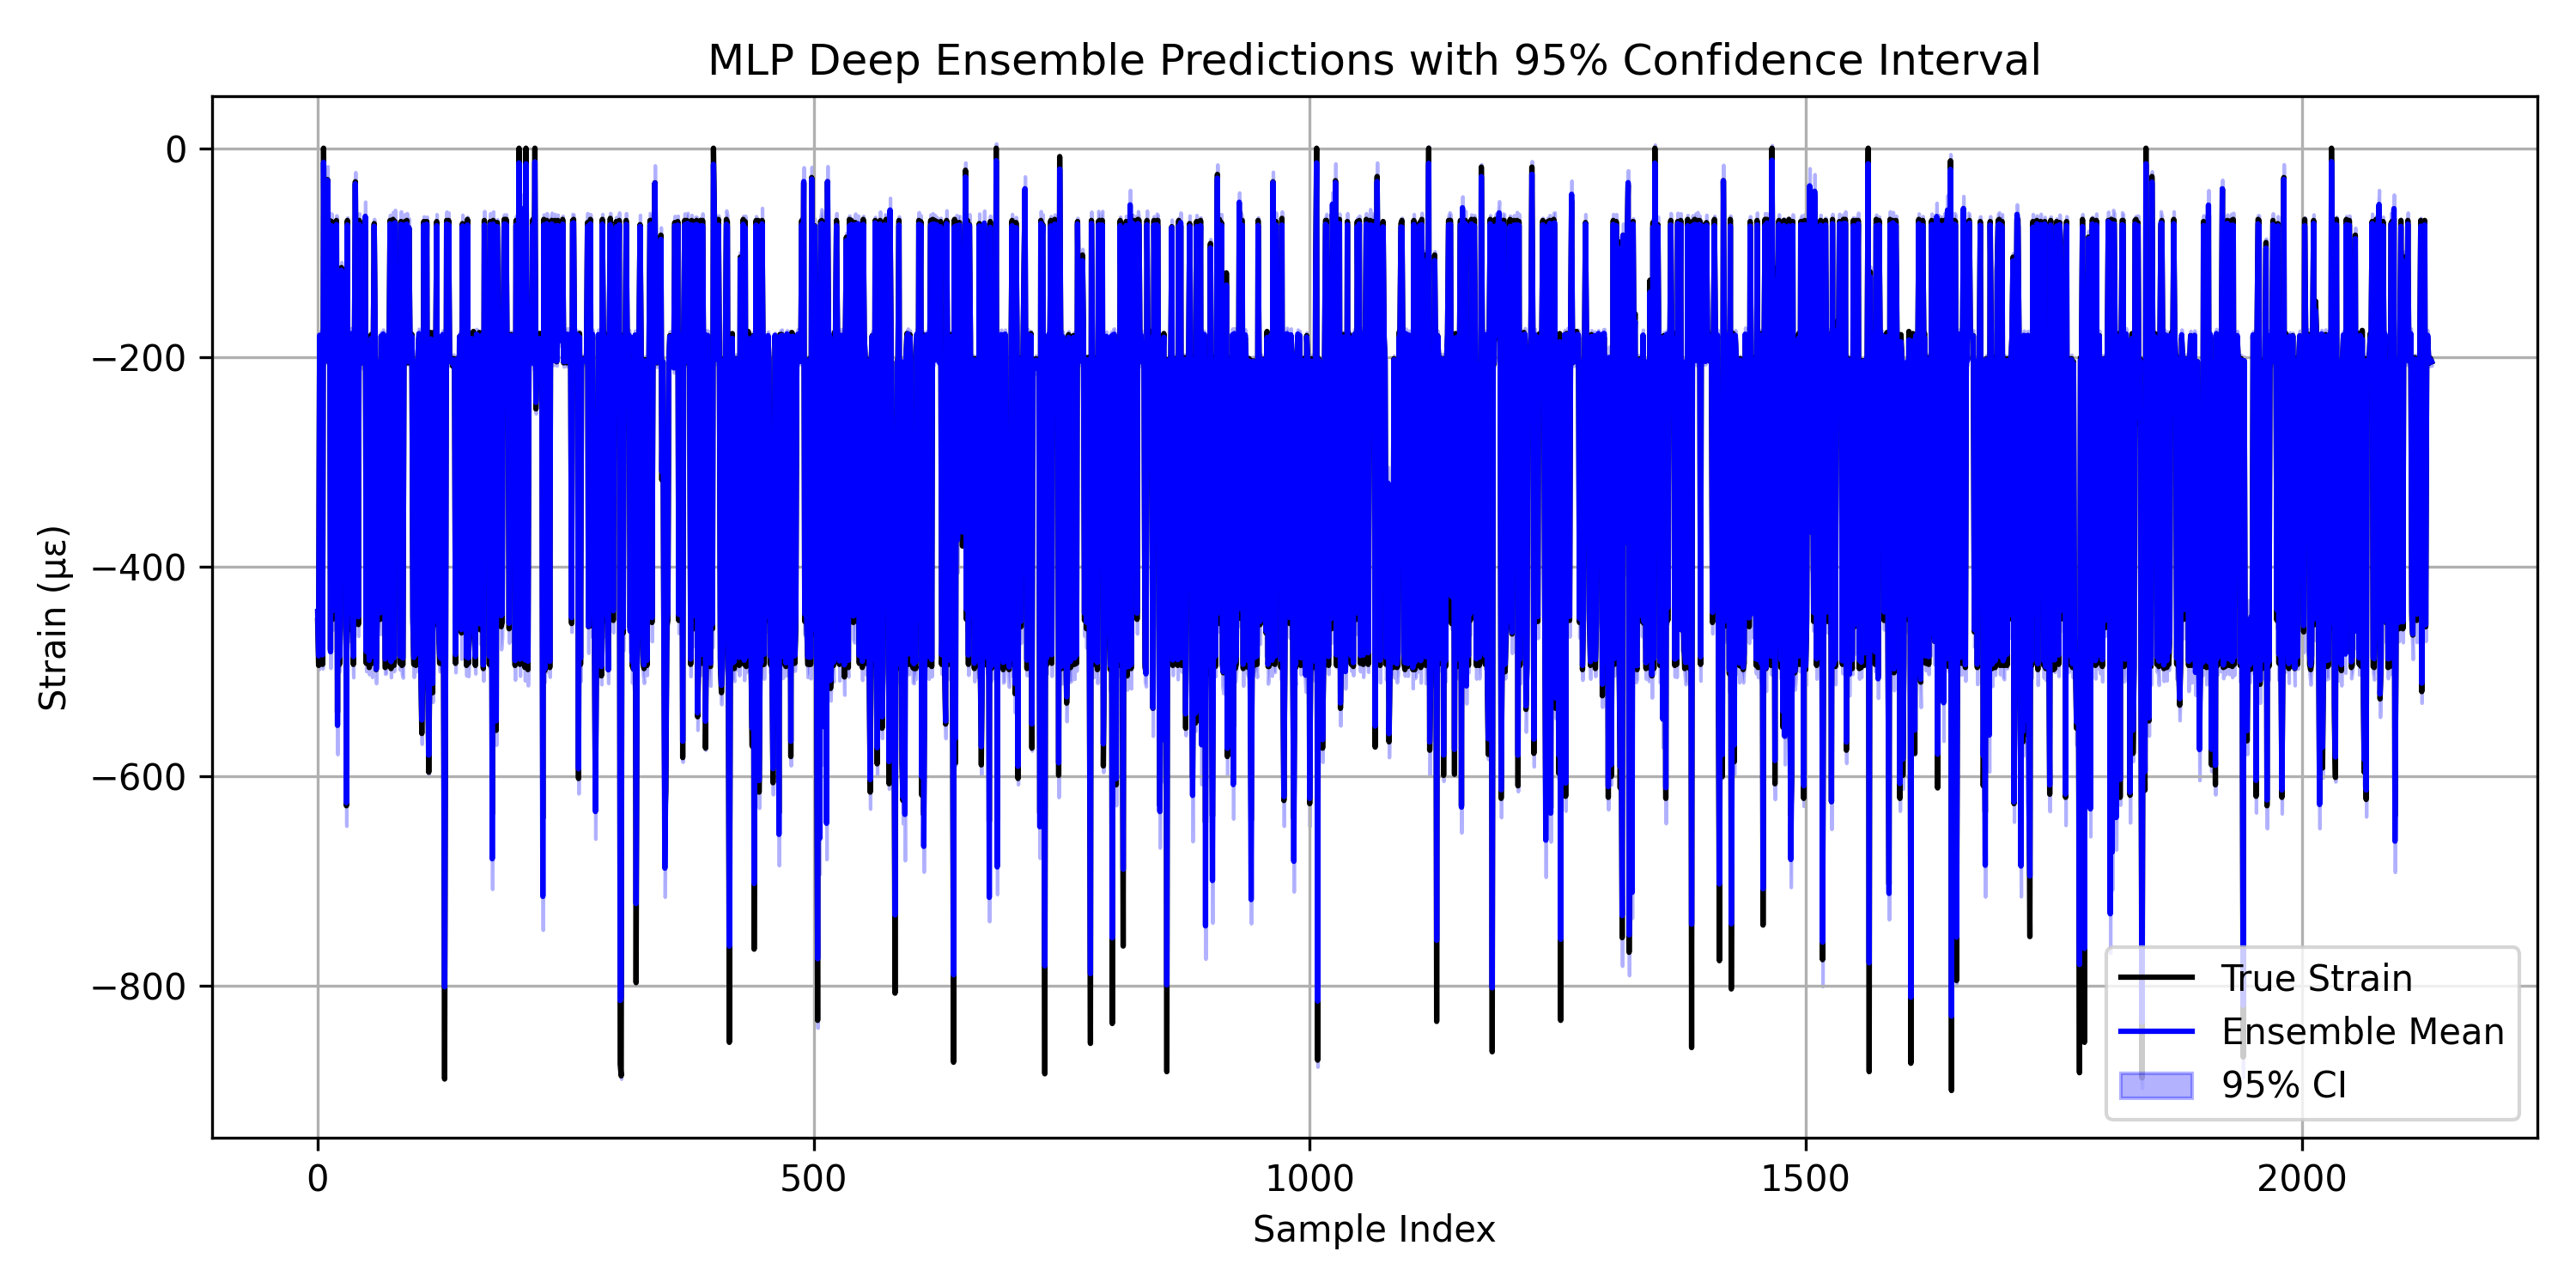 MLP Deep Ensemble Predictions with 95% Confidence Interval
0
−200
−400
−600
−800
Strain (με)
True Strain
Ensemble Mean
95% CI
0
500
1000
1500
2000
Sample Index